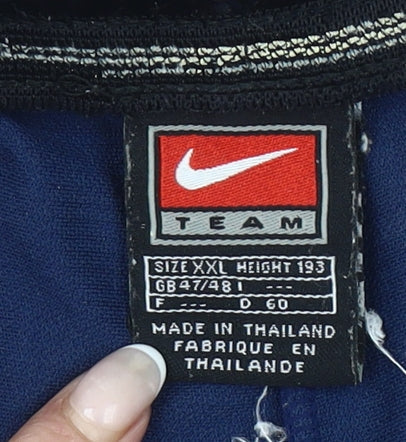 TEAM
SIZE XXL HEIGHT 193
GB 47/48 I ---
F --- D 60
MADE IN THAILAND
FABRIQUE EN
THAILANDE